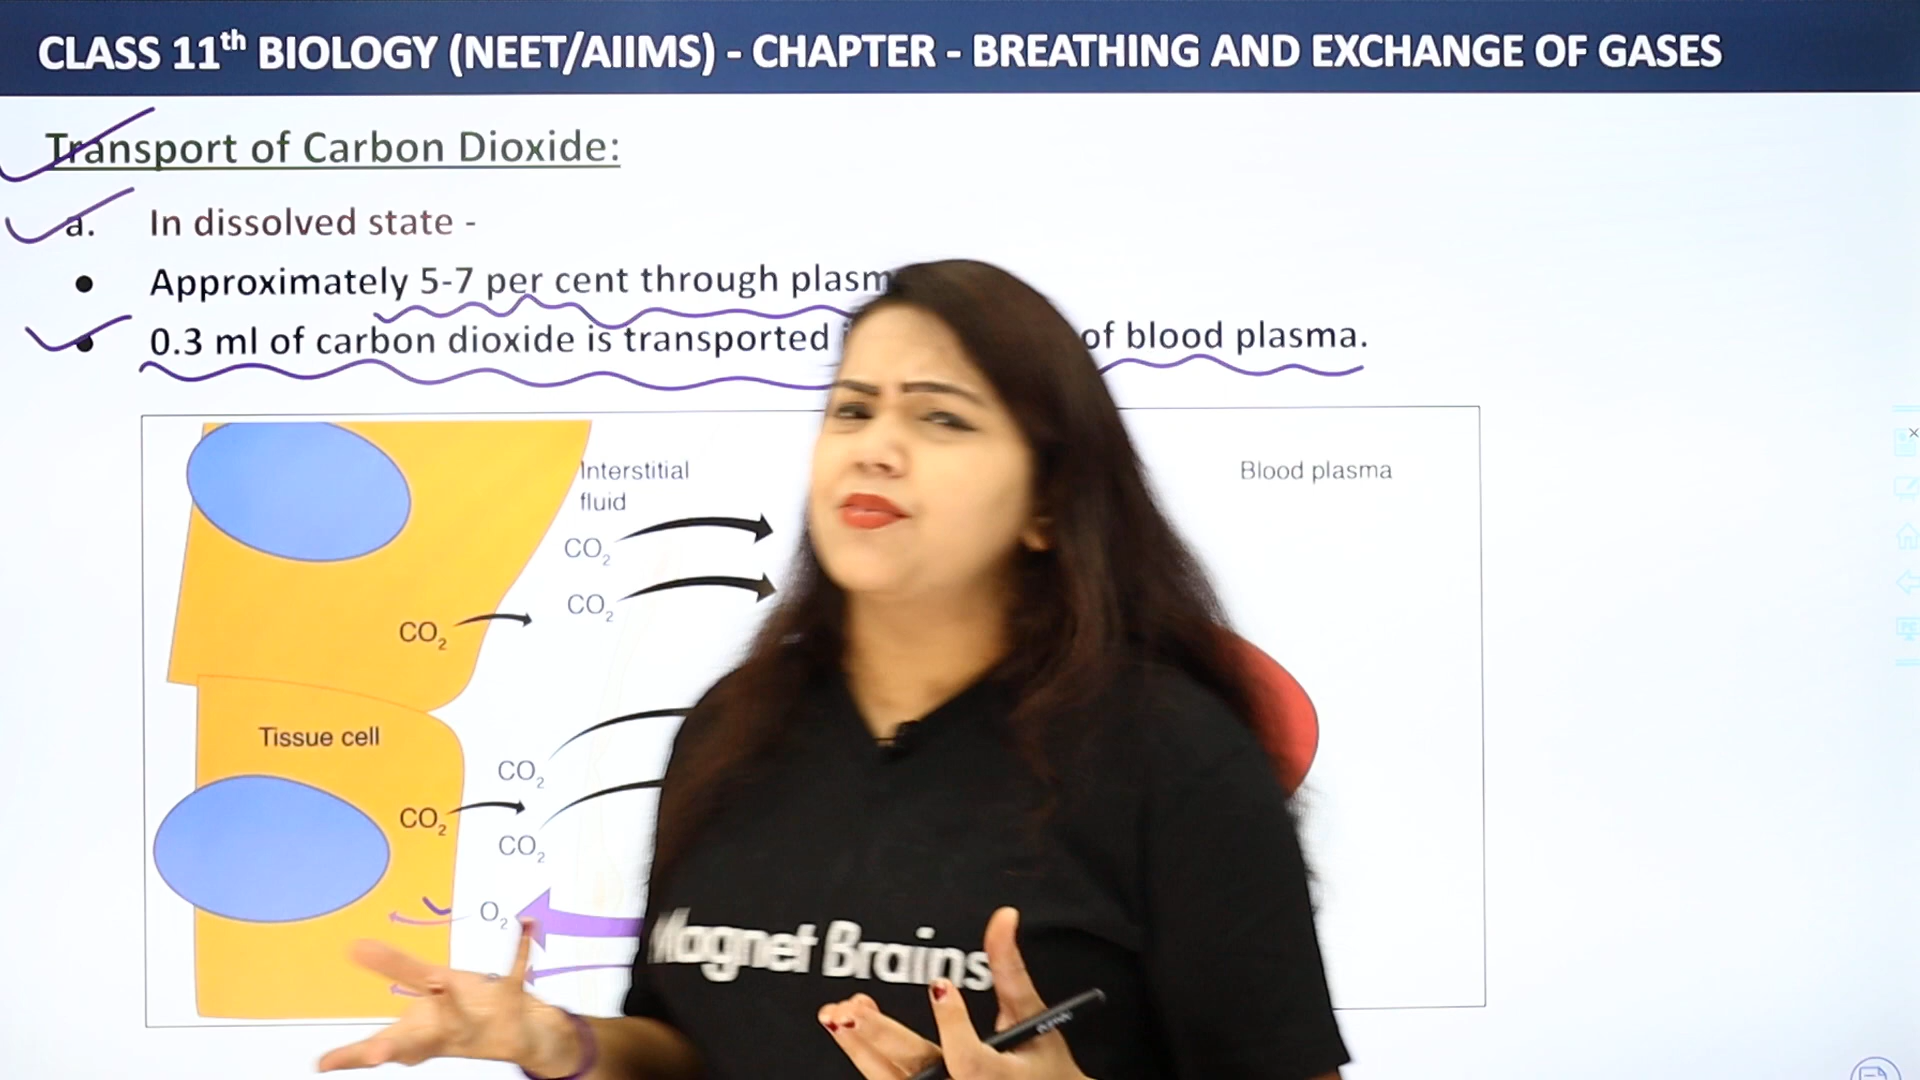 CLASS 11th BIOLOGY (NEET/AIIMS) - CHAPTER - BREATHING AND EXCHANGE OF GASES
Transport of Carbon Dioxide:
a. In dissolved state -
● Approximately 5-7 per cent through
● 0.3 ml of carbon dioxide is transported of blood plasma.
Interstitial
fluid
Blood plasma
CO2
CO2
CO2
Tissue cell
CO2
CO2
CO2
O2
Magnet Brains